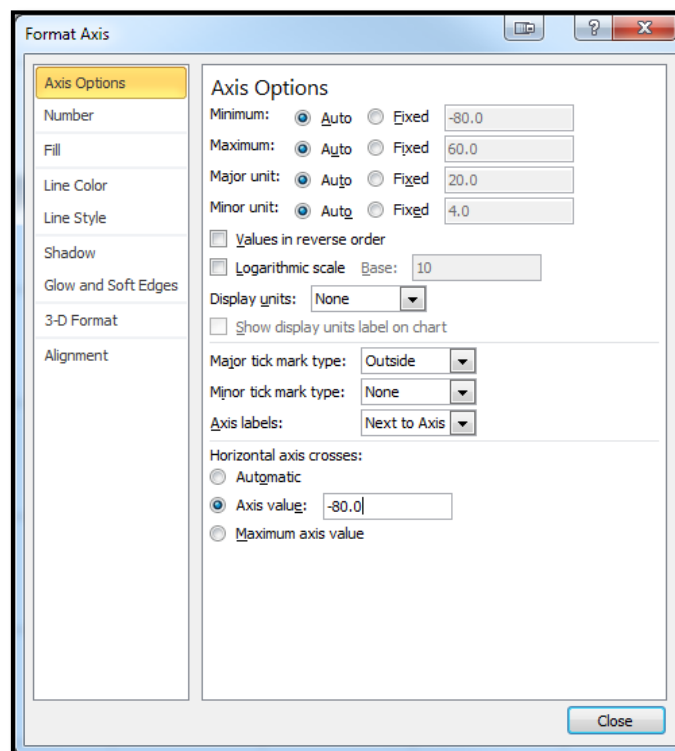 Format Axis
?
X
Axis Options
Number
Fill
Line Color
Line Style
Shadow
Glow and Soft Edges
3-D Format
Alignment
Axis Options
Minimum: Auto Fixed -80.0
Maximum: Auto Fixed 60.0
Major unit: Auto Fixed 20.0
Minor unit: Auto Fixed 4.0
Values in reverse order
Logarithmic scale Base: 10
Display units: None
Show display units label on chart
Major tick mark type: Outside
Minor tick mark type: None
Axis labels: Next to Axis
Horizontal axis crosses:
Automatic
Axis value: -80.0
Maximum axis value
Close